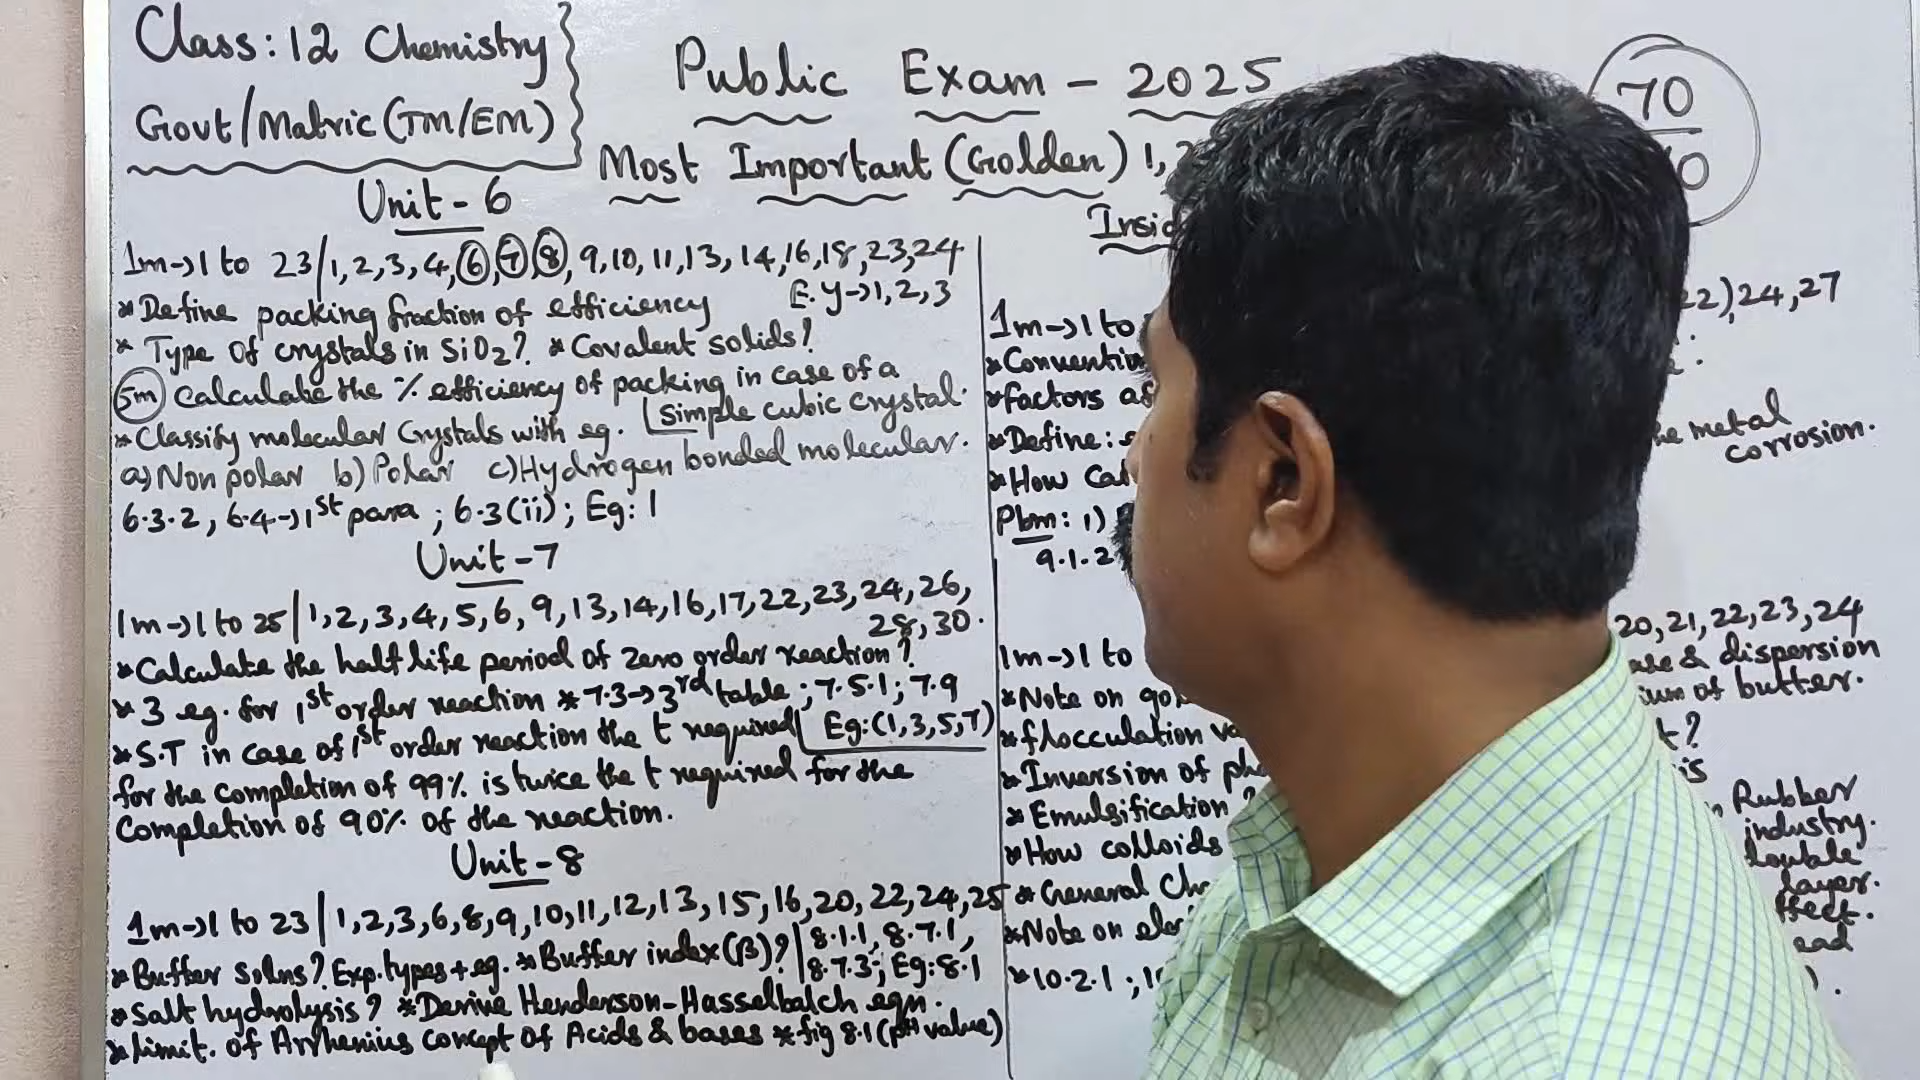 Class: 12 Chemistry
Govt/Matric (TM/EM)
Public Exam - 2025
Most Important (Golden) 1,
70
Unit - 6
1m->1 to 23/1,2,3,4,6,7,8,9,10,11,13,14,16,18,23,24
E.Y->1,2,3
* Define packing fraction of efficiency
* Type of crystals in SiO2? * Covalent solids?
5m Calculate the % efficiency of packing in case of a
simple cubic crystal.
* Classify molecular crystals with eg.
a) Non polar b) Polar c) Hydrogen bonded molecular.
6.3.2, 6.4->1st para ; 6.3(ii) ; Eg: 1
Unit - 7
1m->1 to 25/1,2,3,4,5,6,9,13,14,16,17,22,23,24,26,
28,30.
* Calculate the half life period of zero order reaction?
* 3 eg. for 1st order reaction * 7.3->3rd table ; 7.5.1 ; 7.9
Eg:(1,3,5,7)
* S.T in case of 1st order reaction the t required
for the completion of 99% is twice the t required for the
completion of 90% of the reaction.
Unit - 8
1m->1 to 23/1,2,3,6,8,9,10,11,12,13,15,16,20,22,24,25
* Buffer solns? Exp. types + eg. * Buffer index (β)?
8.1.1, 8.7.1,
8.7.3; Eg:8.1
* Salt hydrolysis? * Derive Henderson-Hasselbalch eqn.
* limit. of Arrhenius concept of Acids & bases * fig 8.1 (pH value)
1m->1 to
22),24,27
* Factors
* Define:
* How
metal
corrosion.
Pbm: 1)
9.1.2
1m->1 to
20,21,22,23,24
* Note on
& dispersion
of butter.
* flocculation
* Inversion of
is
* Emulsification
Rubber
industry.
* How colloids
double
layer.
* General
* Note on
* 10.2.1 ;